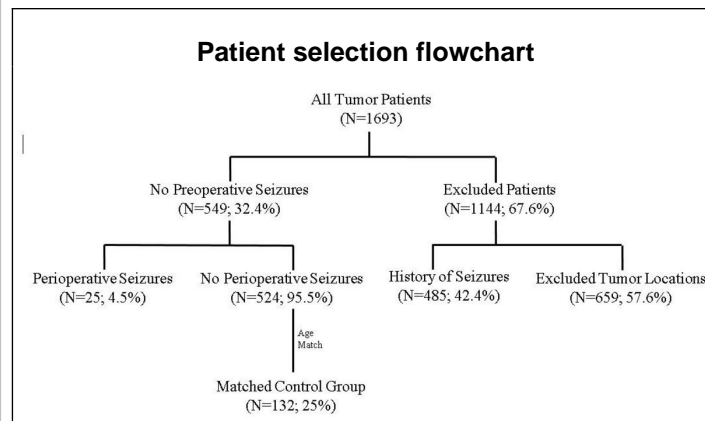 Patient selection flowchart
All Tumor Patients
(N=1693)
No Preoperative Seizures
(N=549; 32.4%)
Excluded Patients
(N=1144; 67.6%)
Perioperative Seizures
(N=25; 4.5%)
No Perioperative Seizures
(N=524; 95.5%)
History of Seizures
(N=485; 42.4%)
Excluded Tumor Locations
(N=659; 57.6%)
Age
Match
Matched Control Group
(N=132; 25%)